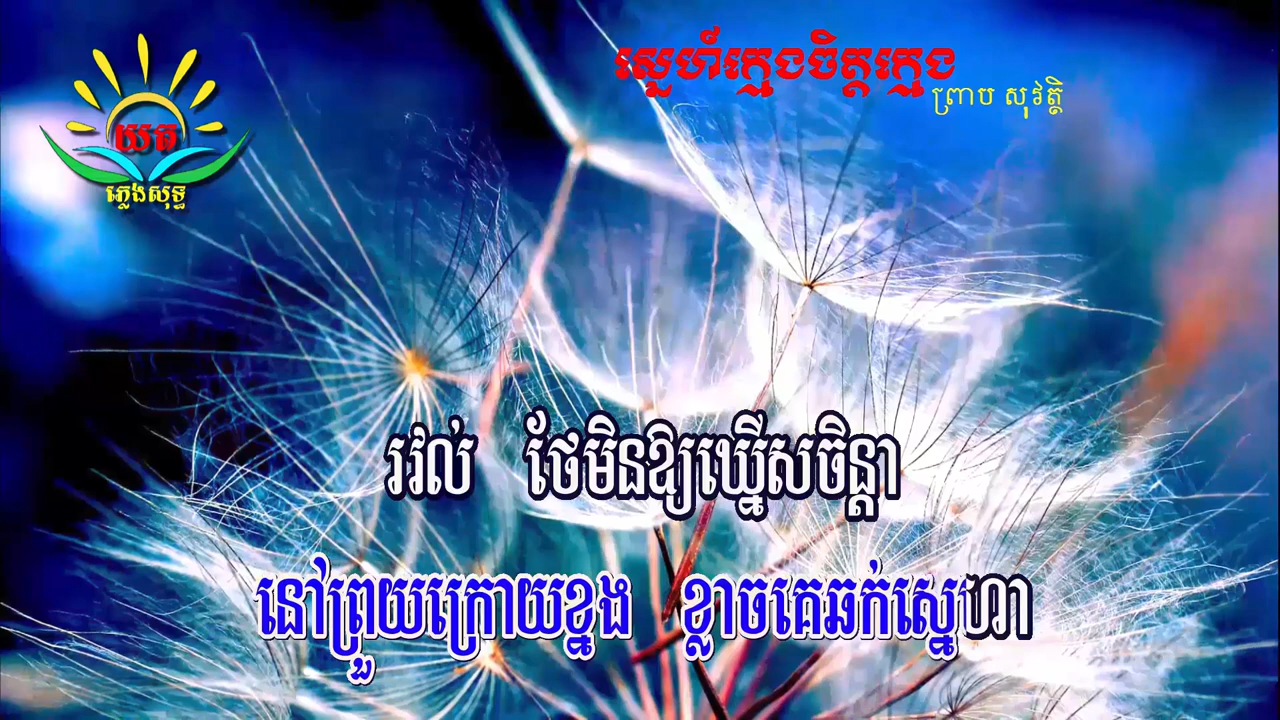 ស្នេហ៍ក្មេងចិត្តក្មេង
ព្រាប សុវត្ថិ
យត
ភ្លេងសុទ្ធ
រវល់ ថែមិនឱ្យឃ្នើសចិន្តា
នៅព្រួយក្រោយខ្នង ខ្លាចគេឆក់ស្នេហា